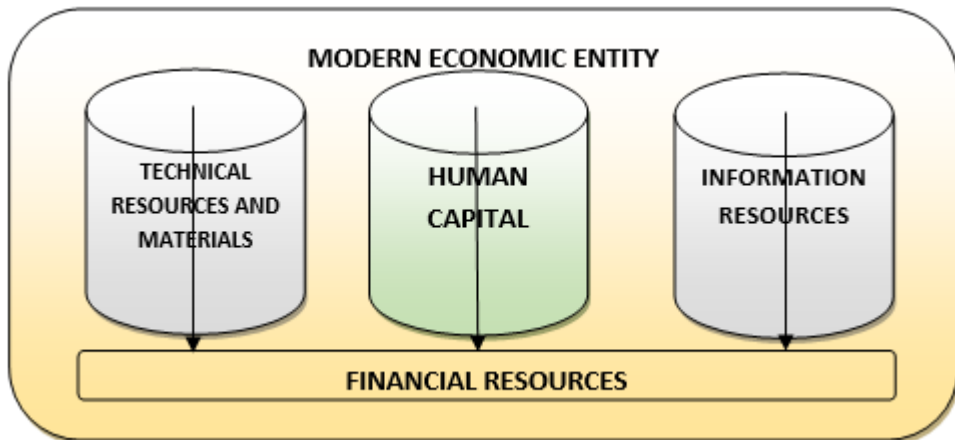 MODERN ECONOMIC ENTITY
TECHNICAL
RESOURCES AND
MATERIALS
HUMAN
CAPITAL
INFORMATION
RESOURCES
FINANCIAL RESOURCES